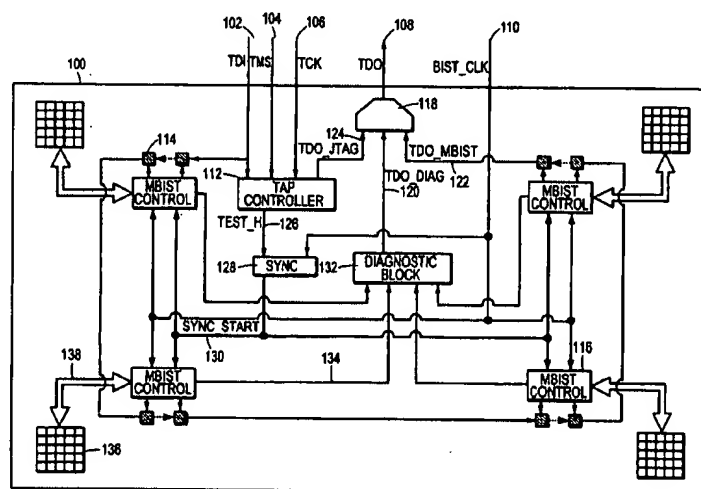 102
104
106
108
110
TDI
TMS
TCK
TDO
BIST_CLK
100
118
124
114
TDO_JTAG
TDO_MBIST
122
112
TAP
CONTROLLER
MBIST
CONTROL
MBIST
CONTROL
TDO_DIAG
120
TEST_H
126
128
SYNC
132
DIAGNOSTIC
BLOCK
SYNC_START
130
134
116
138
MBIST
CONTROL
MBIST
CONTROL
136